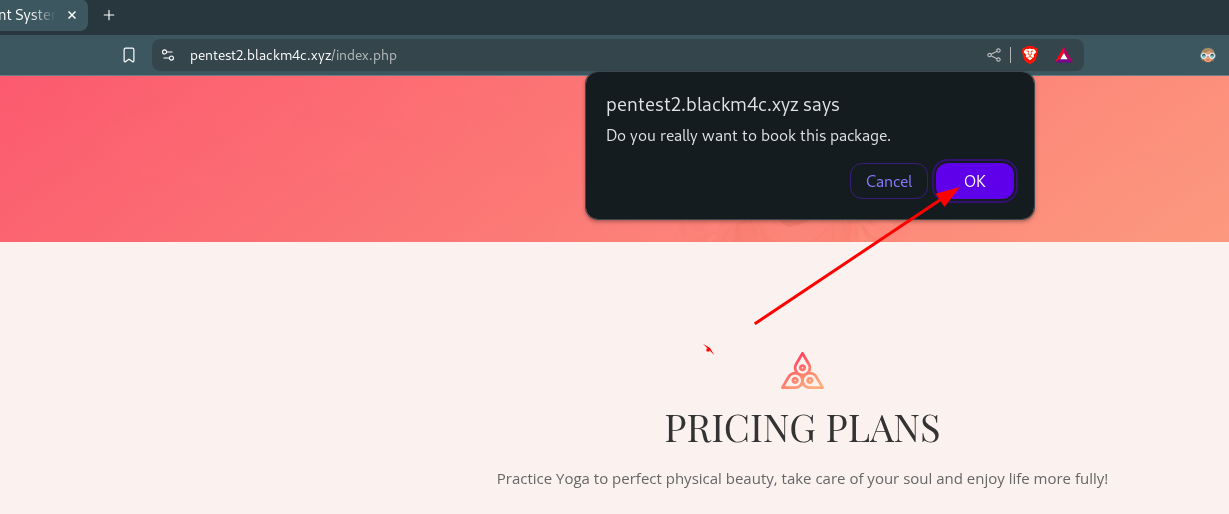 nt Syste
pentest2.blackm4c.xyz/index.php
pentest2.blackm4c.xyz says
Do you really want to book this package.
Cancel
OK
PRICING PLANS
Practice Yoga to perfect physical beauty, take care of your soul and enjoy life more fully!